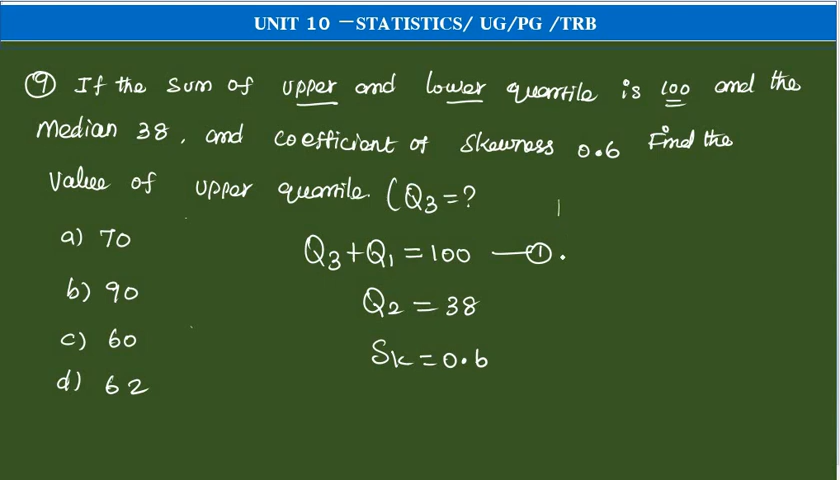 UNIT 10 –STATISTICS/ UG/PG /TRB
9 If the sum of upper and lower quantile is 100 and the
Median 38, and coefficient of Skewness 0.6 Find the
Value of upper quantile. (Q3=?
a) 70
Q3+Q1=100 —①.
b) 90
Q2=38
c) 60
Sk=0.6
d) 62